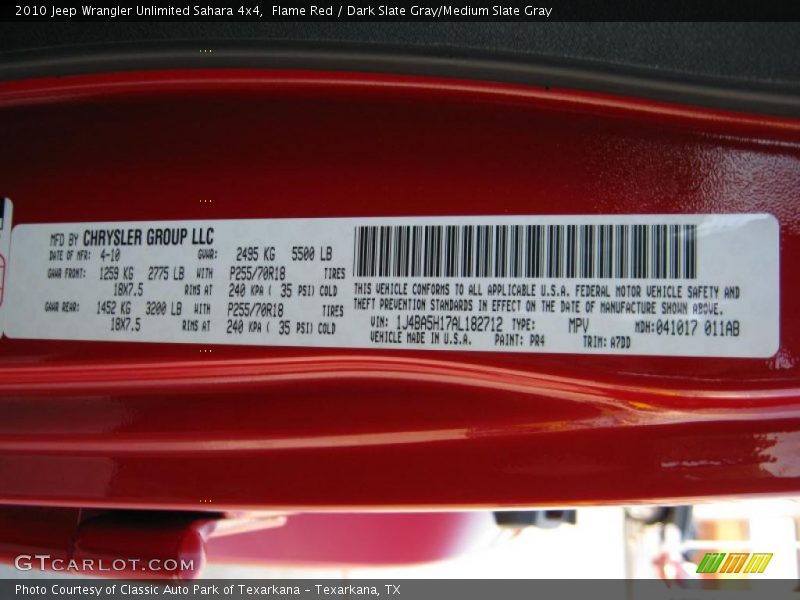 2010 Jeep Wrangler Unlimited Sahara 4x4, Flame Red / Dark Slate Gray/Medium Slate Gray
MFD BY CHRYSLER GROUP LLC
DATE OF MFR: 4-10 GVWR: 2495 KG 5500 LB
GAWR FRONT: 1259 KG 2775 LB WITH P255/70R18 TIRES
18X7.5 RIMS AT 240 KPA ( 35 PSI) COLD
GAWR REAR: 1452 KG 3200 LB WITH P255/70R18 TIRES
18X7.5 RIMS AT 240 KPA ( 35 PSI) COLD
THIS VEHICLE CONFORMS TO ALL APPLICABLE U.S.A. FEDERAL MOTOR VEHICLE SAFETY AND
THEFT PREVENTION STANDARDS IN EFFECT ON THE DATE OF MANUFACTURE SHOWN ABOVE.
VIN: 1J4BA5H17AL182712 TYPE: MPV MDH:041017 011AB
VEHICLE MADE IN U.S.A. PAINT: PR4 TRIM: A7DD
GTCARLOT.COM
Photo Courtesy of Classic Auto Park of Texarkana - Texarkana, TX